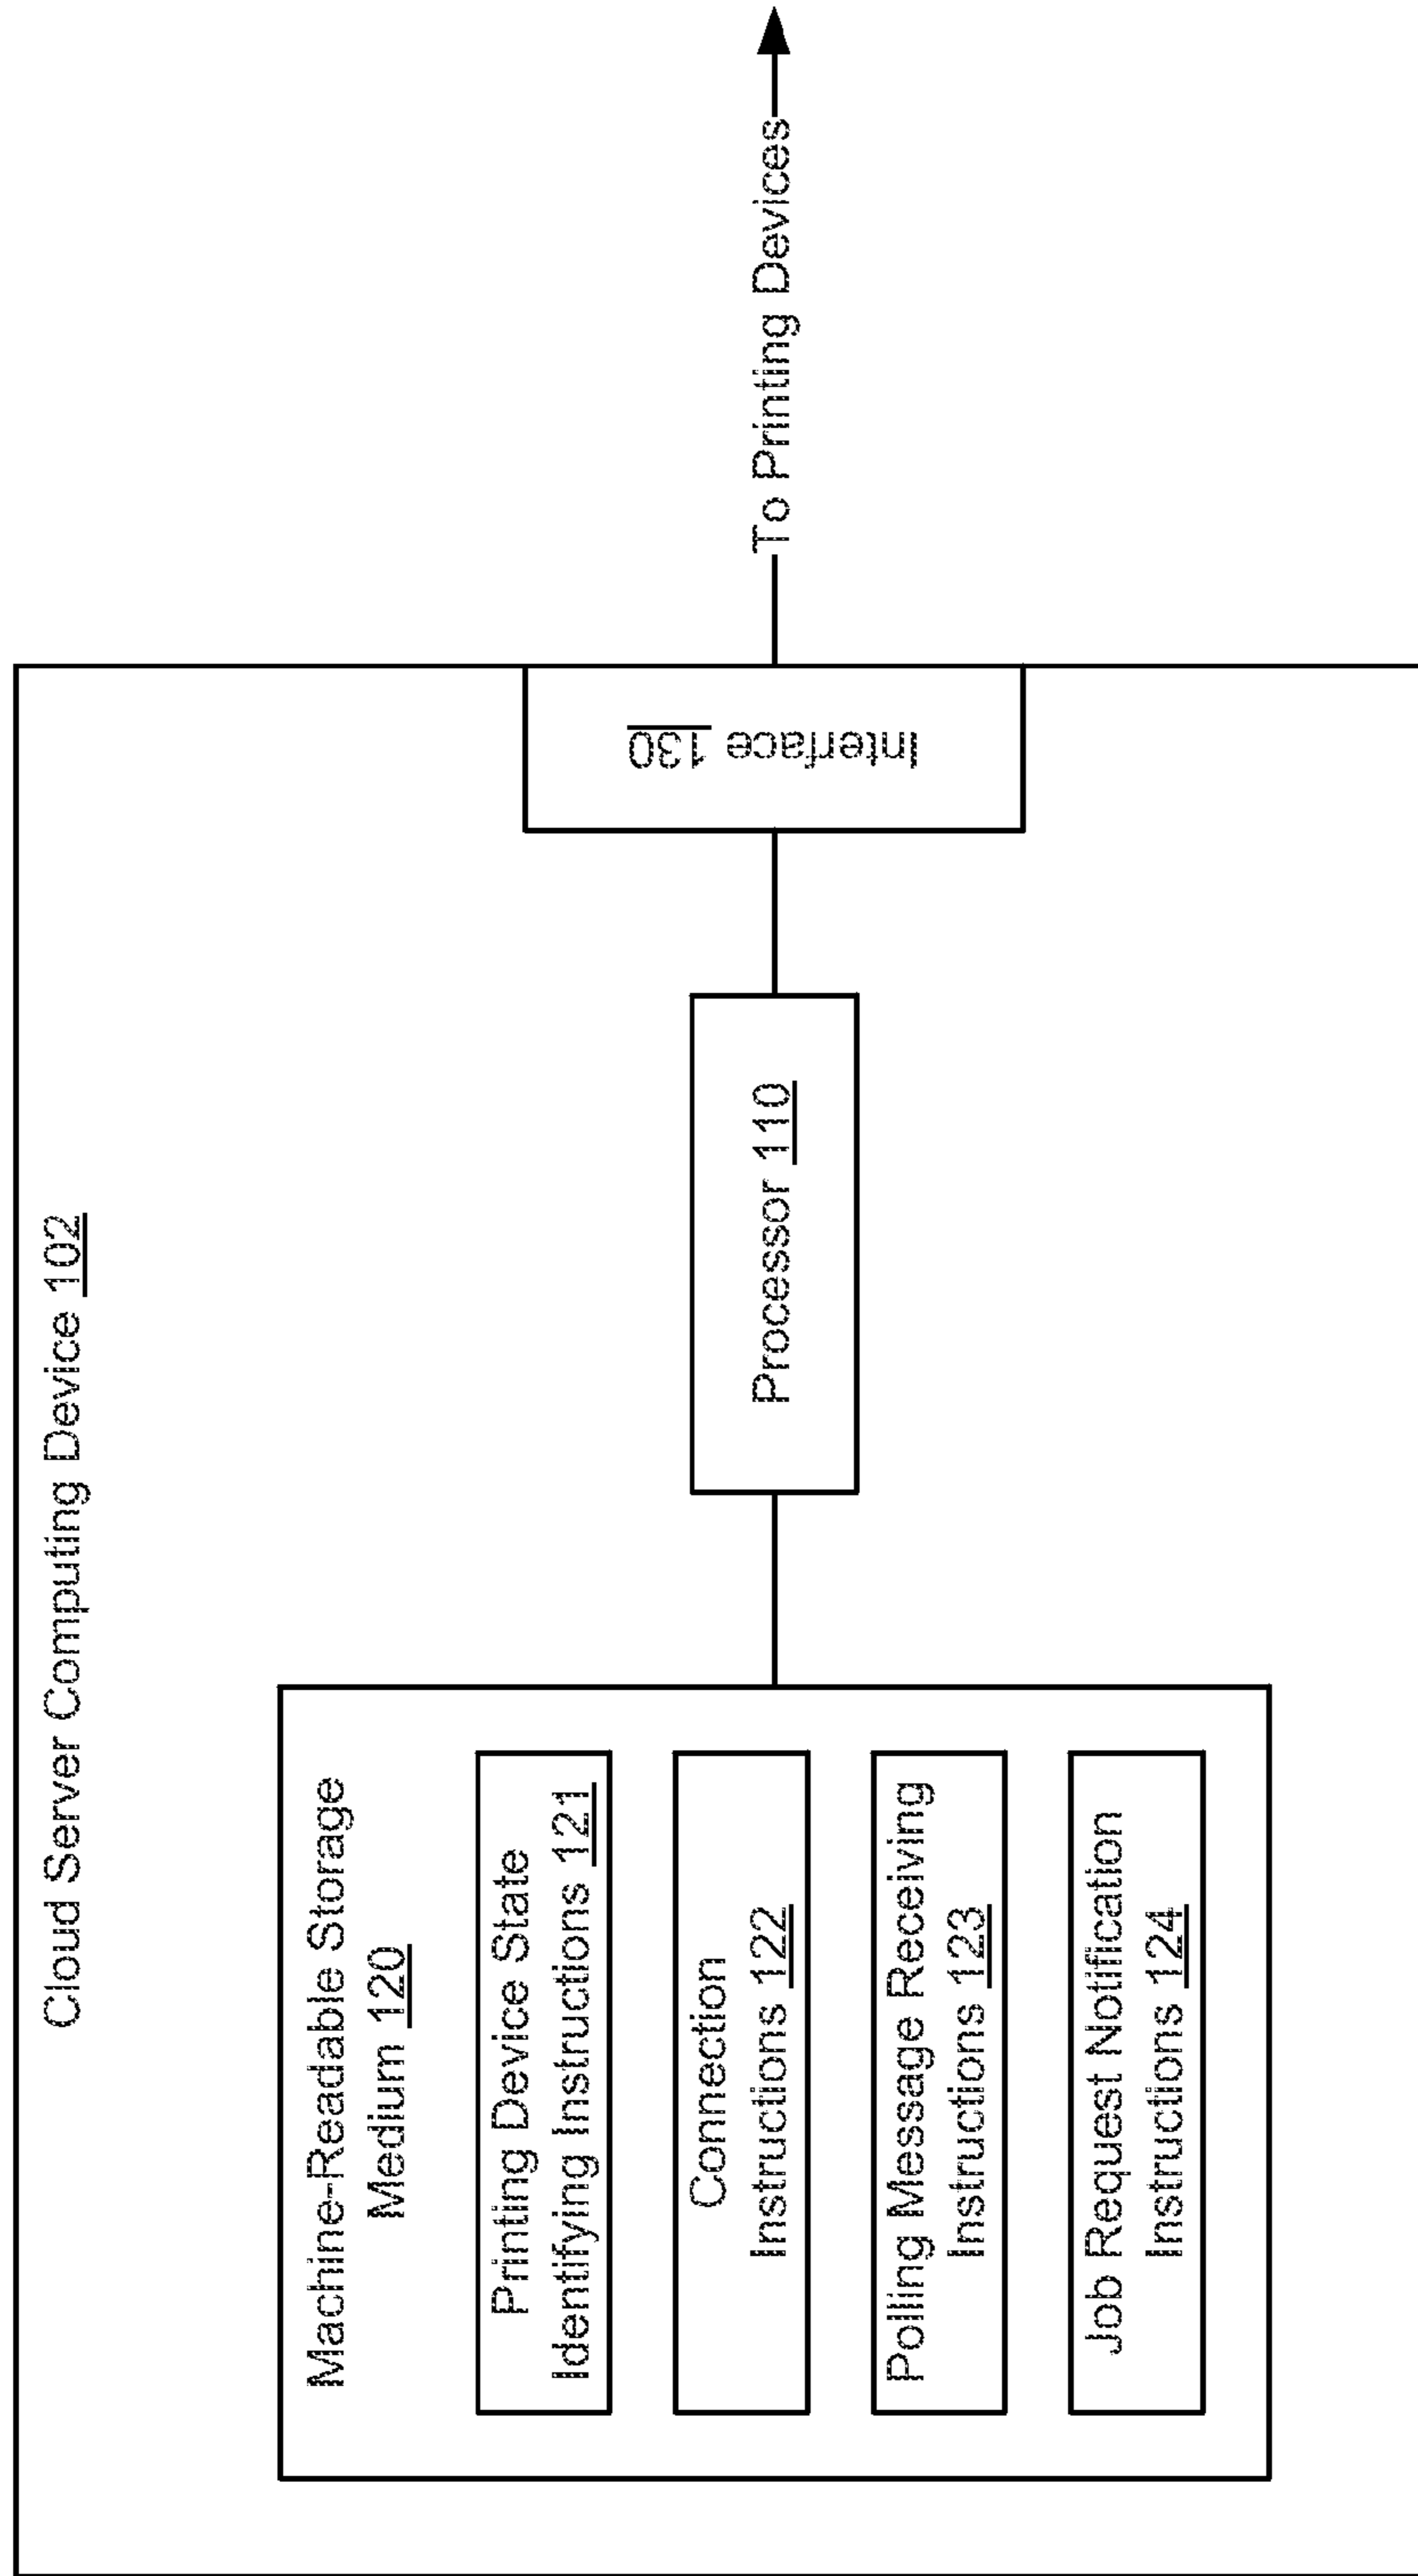 Cloud Server Computing Device 102
Machine-Readable Storage
Medium 120
Printing Device State
Identifying Instructions 121
Connection
Instructions 122
Polling Message Receiving
Instructions 123
Job Request Notification
Instructions 124
Processor 110
Interface 130
To Printing Devices